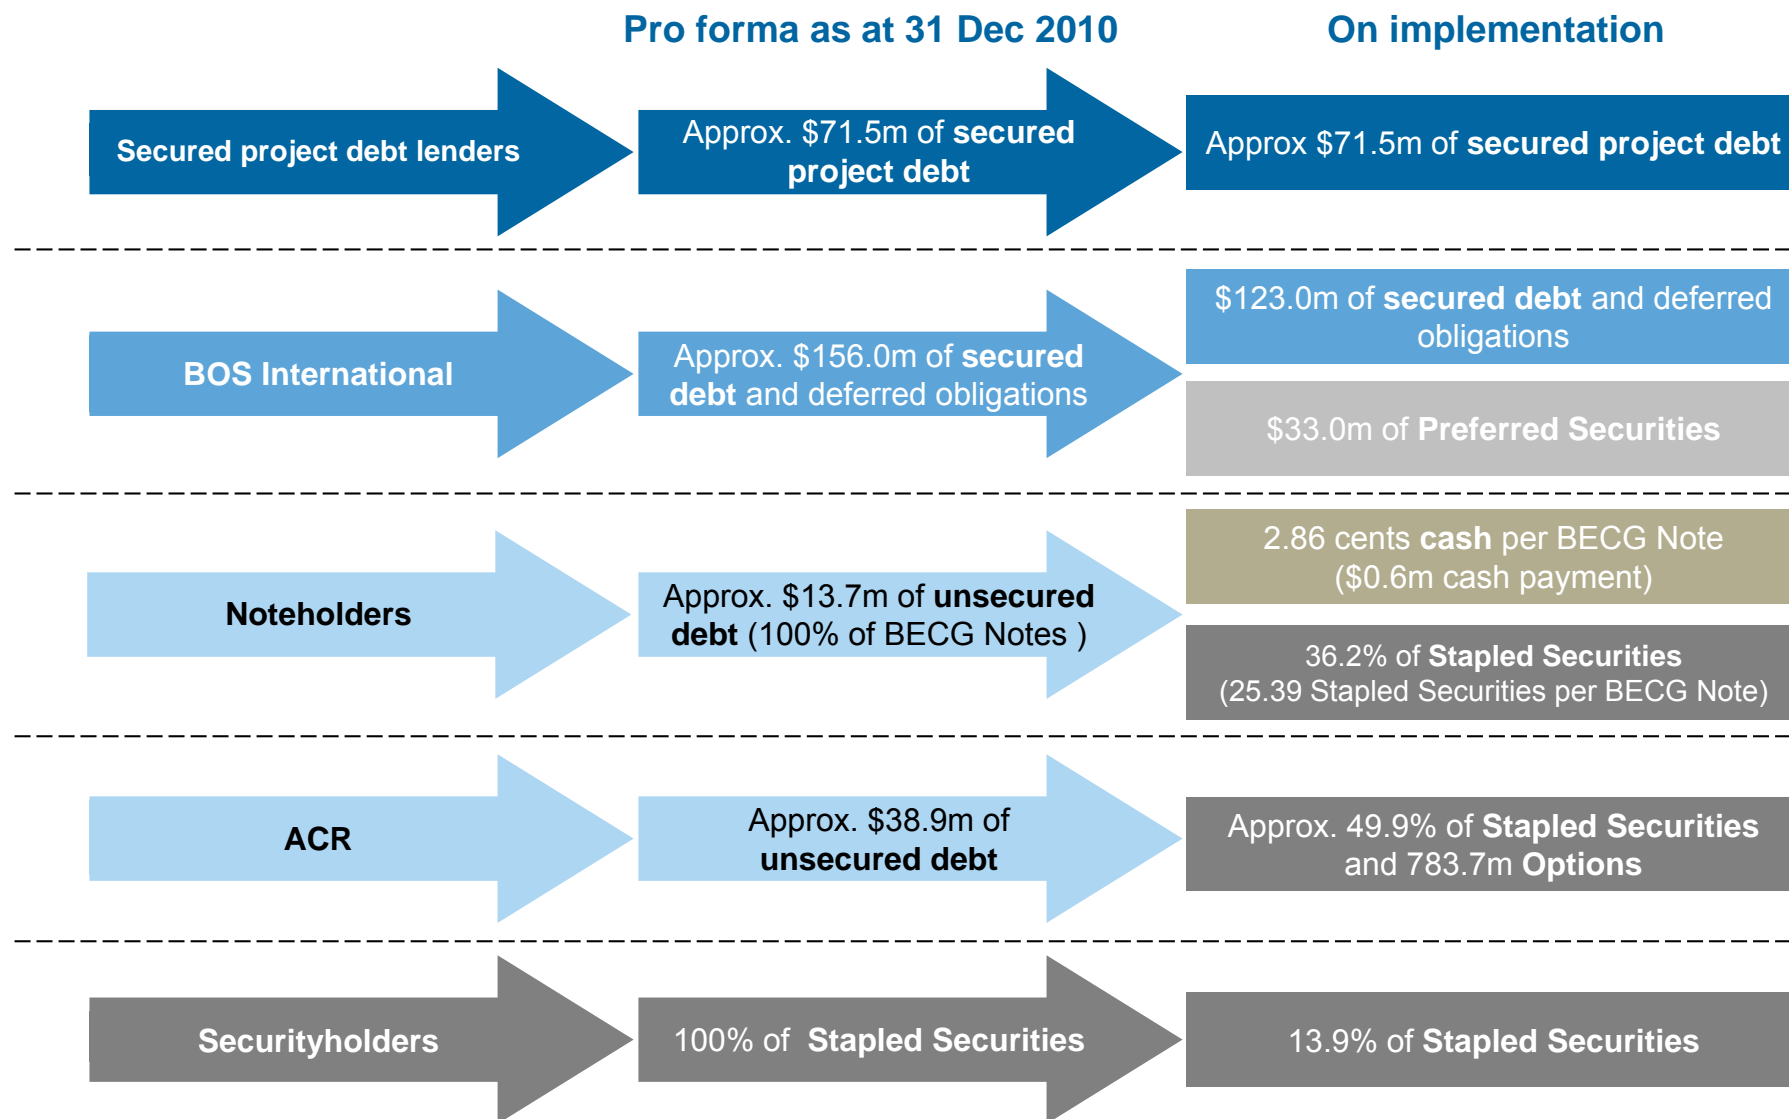 Pro forma as at 31 Dec 2010
On implementation
Secured project debt lenders
Approx. $71.5m of secured
project debt
Approx $71.5m of secured project debt
BOS International
Approx. $156.0m of secured
debt and deferred obligations
$123.0m of secured debt and deferred
obligations
$33.0m of Preferred Securities
Noteholders
Approx. $13.7m of unsecured
debt (100% of BECG Notes )
2.86 cents cash per BECG Note
($0.6m cash payment)
36.2% of Stapled Securities
(25.39 Stapled Securities per BECG Note)
ACR
Approx. $38.9m of
unsecured debt
Approx. 49.9% of Stapled Securities
and 783.7m Options
Securityholders
100% of  Stapled Securities
13.9% of Stapled Securities